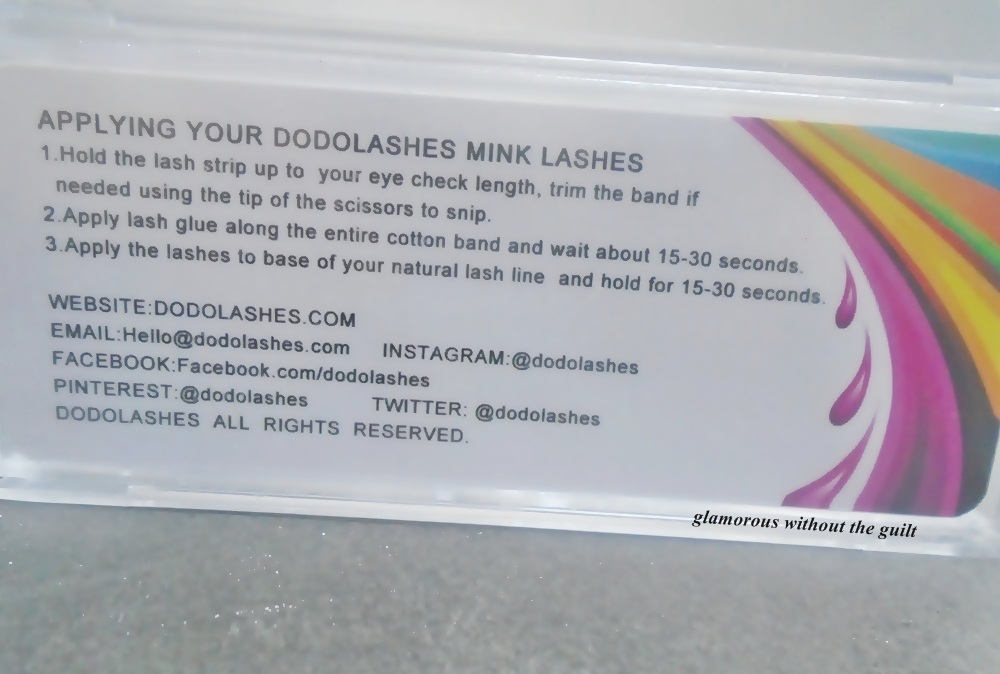 APPLYING YOUR DODOLASHES MINK LASHES
1.Hold the lash strip up to your eye check length, trim the band if
needed using the tip of the scissors to snip.
2.Apply lash glue along the entire cotton band and wait about 15-30 seconds.
3.Apply the lashes to base of your natural lash line and hold for 15-30 seconds.
WEBSITE:DODOLASHES.COM
EMAIL:Hello@dodolashes.com INSTAGRAM:@dodolashes
FACEBOOK:Facebook.com/dodolashes
PINTEREST:@dodolashes TWITTER: @dodolashes
DODOLASHES ALL RIGHTS RESERVED.
glamorous without the guilt